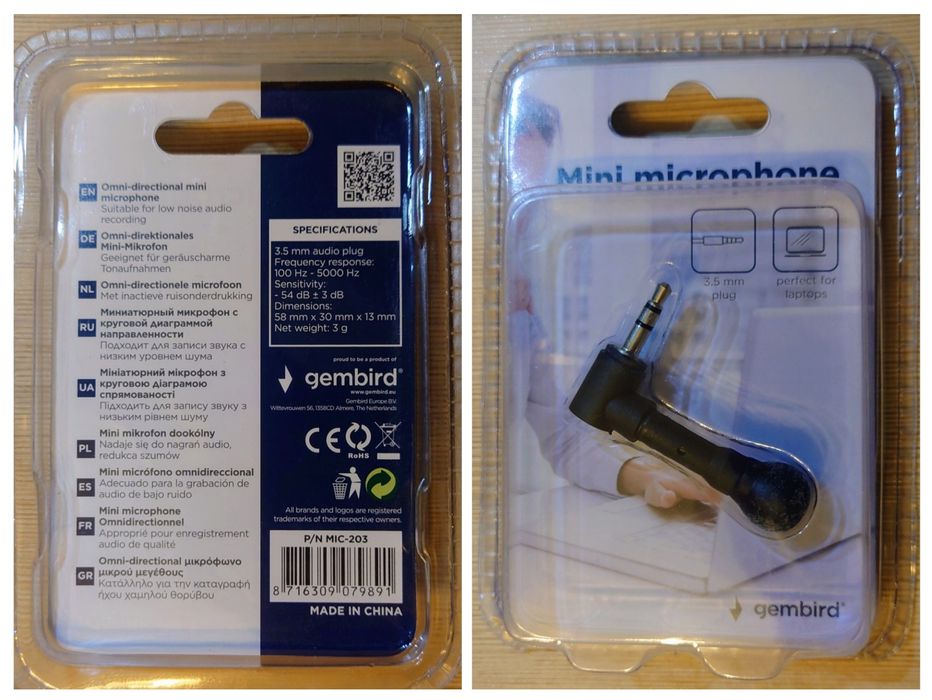 EN
Omni-directional mini
microphone
Suitable for low noise audio
recording
DE
Omni-direktionales
Mini-Mikrofon
Geeignet für geräuscharme
Tonaufnahmen
NL
Omni-directionele microfoon
Met inactieve ruisonderdrukking
RU
Миниатюрный микрофон с
круговой диаграммой
направленности
Подходит для записи звука с
низким уровнем шума
UA
Мініатюрний мікрофон з
круговою діаграмою
спрямованості
Підходить для запису звуку з
низьким рівнем шуму
PL
Mini mikrofon dookólny
Nadaje się do nagrań audio,
redukca szumów
ES
Mini micrófono omnidireccional
Adecuado para la grabación de
audio de bajo ruido
FR
Mini microphone
Omnidirectionnel
Approprié pour enregistrement
audio de qualité
GR
Omni-directional μικρόφωνο
μικρού μεγέθους
Κατάλληλο για την καταγραφή
ήχου χαμηλού θορύβου
SPECIFICATIONS
3.5 mm audio plug
Frequency response:
100 Hz - 5000 Hz
Sensitivity:
- 54 dB ± 3 dB
Dimensions:
58 mm x 30 mm x 13 mm
Net weight: 3 g
proud to be a product of
gembird®
www.gembird.eu
Gembird Europe B.V.
Wittevrouwen 56, 1358CD Almere, The Netherlands
CE
RoHS
All brands and logos are registered
trademarks of their respective owners.
P/N MIC-203
8 716309 079891
MADE IN CHINA
Mini microphone
3.5 mm
plug
perfect for
laptops
gembird®